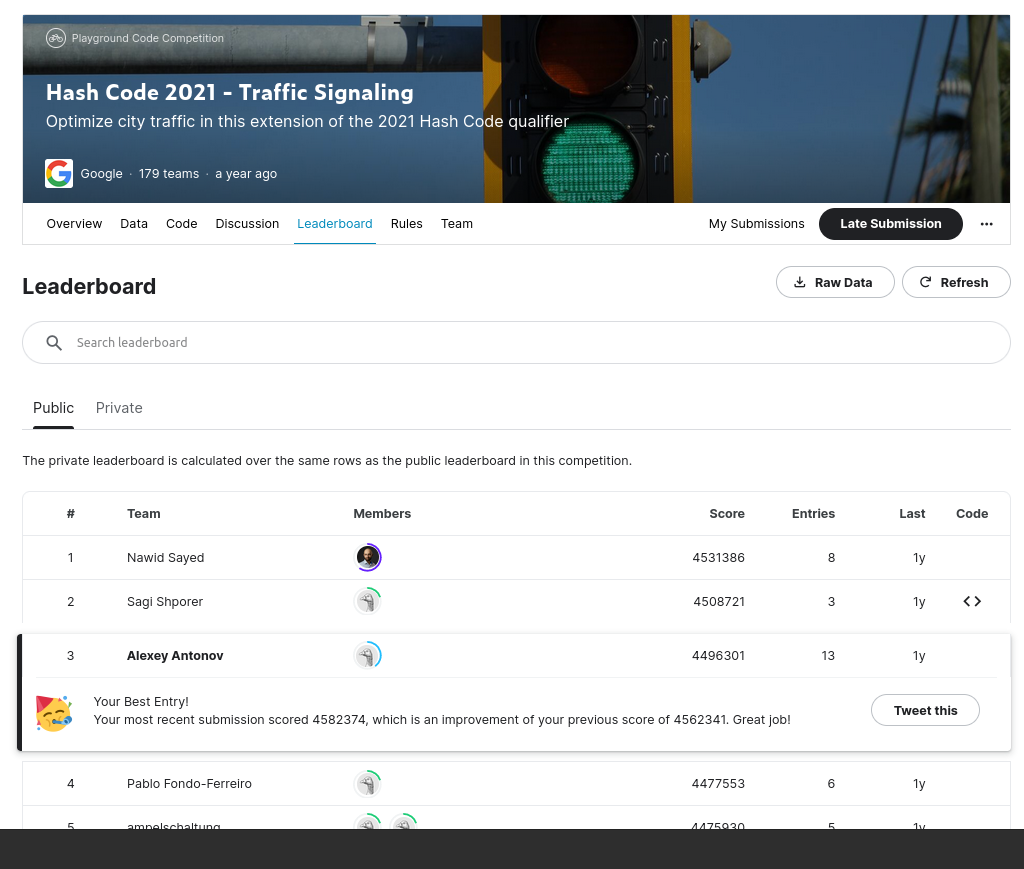 Playground Code Competition
Hash Code 2021 - Traffic Signaling
Optimize city traffic in this extension of the 2021 Hash Code qualifier
Google · 179 teams · a year ago
Overview Data Code Discussion Leaderboard Rules Team My Submissions Late Submission ···
Leaderboard Raw Data Refresh
Search leaderboard
Public Private
The private leaderboard is calculated over the same rows as the public leaderboard in this competition.
# Team Members Score Entries Last Code
1 Nawid Sayed 4531386 8 1y
2 Sagi Shporer 4508721 3 1y <>
3 Alexey Antonov 4496301 13 1y
Your Best Entry!
Your most recent submission scored 4582374, which is an improvement of your previous score of 4562341. Great job!
Tweet this
4 Pablo Fondo-Ferreiro 4477553 6 1y
5 ampelschaltung 4475930 5 1y